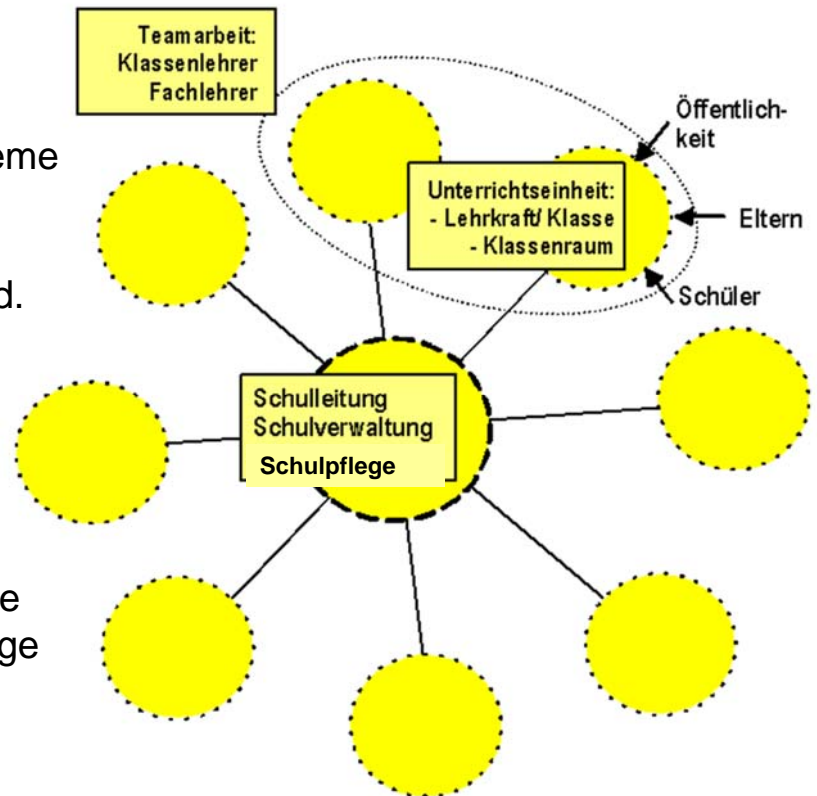 Teamarbeit:
Klassenlehrer
Fachlehrer
Öffentlich-
keit
Unterrichtseinheit:
- Lehrkraft/ Klasse
- Klassenraum
Eltern
Schüler
Schulleitung
Schulverwaltung
Schulpflege